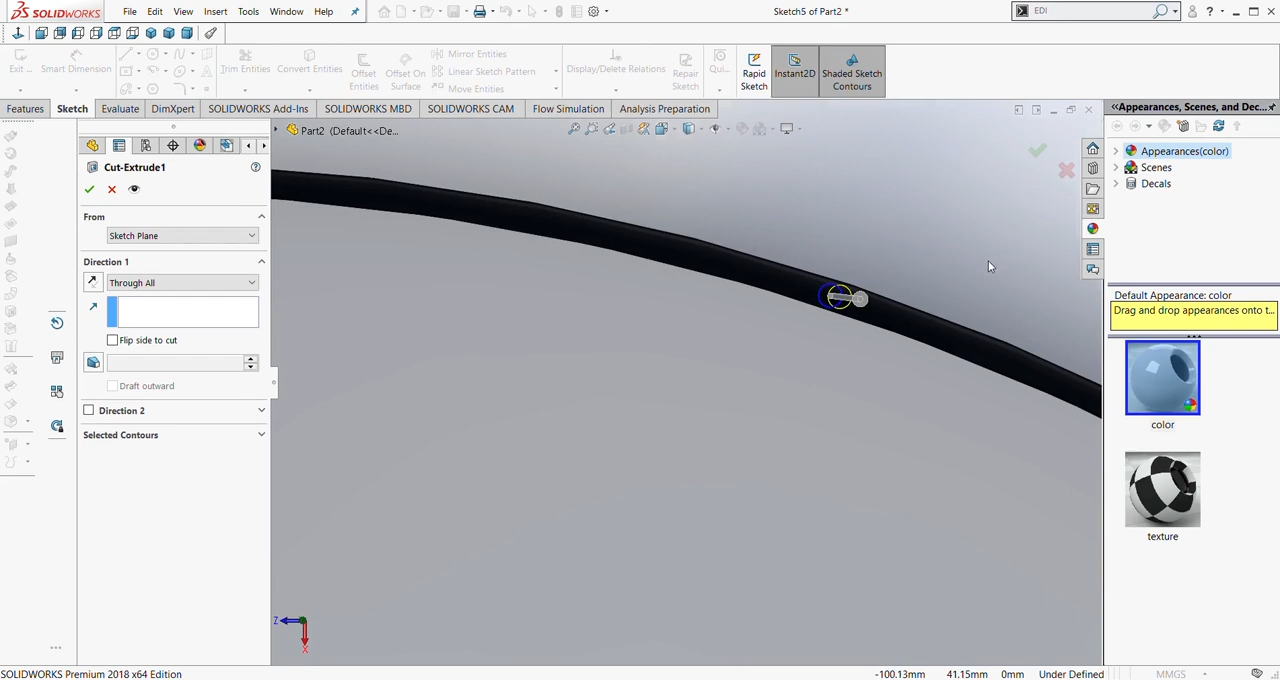 SOLIDWORKS File Edit View Insert Tools Window Help Sketch5 of Part2 * EDI
Exit ... Smart Dimension Trim Entities Convert Entities Offset Entities Offset On Surface Mirror Entities Linear Sketch Pattern Move Entities Display/Delete Relations Repair Sketch Qui... Rapid Sketch Instant2D Shaded Sketch Contours
Features Sketch Evaluate DimXpert SOLIDWORKS Add-Ins SOLIDWORKS MBD SOLIDWORKS CAM Flow Simulation Analysis Preparation
«Appearances, Scenes, and Dec...
Part2 (Default<<De...
Appearances(color)
Scenes
Decals
Cut-Extrude1
From
Sketch Plane
Direction 1
Through All
Flip side to cut
Draft outward
Direction 2
Selected Contours
Default Appearance: color
Drag and drop appearances onto t...
color
texture
Z
X
SOLIDWORKS Premium 2018 x64 Edition -100.13mm 41.15mm 0mm Under Defined MMGS